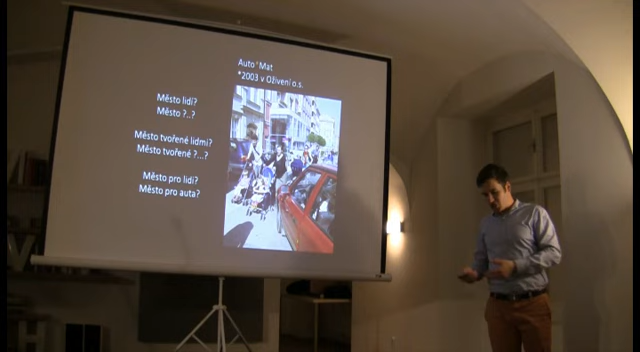 Auto*Mat
*2003 v Oživení o.s.
Město lidí?
Město ?..?
Město tvořené lidmi?
Město tvořené ?...?
Město pro lidi?
Město pro auta?